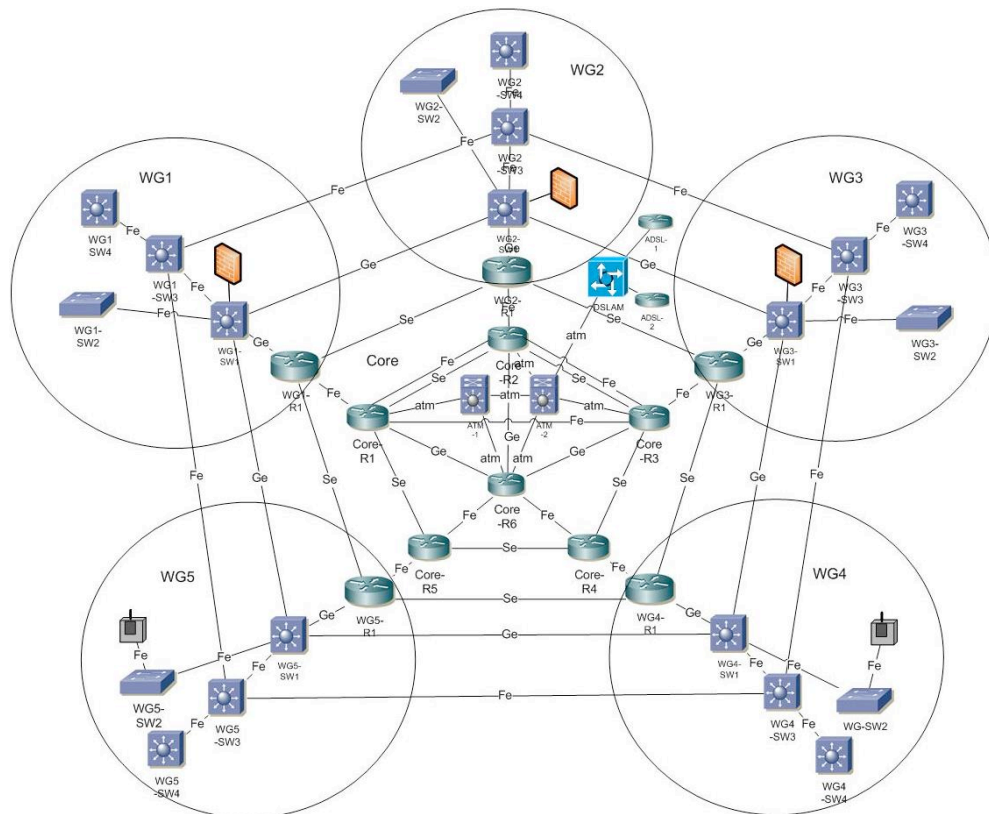 WG2
-SW4
WG2
Fe
WG2-
SW2
Fe
WG2
-SW3
WG1
Fe
Fe
Fe
Fe
WG3
WG1
SW4
Fe
WG2-
SW1
ADSL-
1
WG3
-SW4
Fe
Ge
WG1
-SW3
Fe
Ge
Ge
WG3
-SW3
Fe
DSLAM
ADSL-
2
WG2-
R1
WG1-
SW2
Fe
WG1-
SW1
Ge
Se
Se
Ge
WG3-
SW1
Fe
WG3-
SW2
atm
Core
Core
-R2
WG1-
R1
Fe
Fe
Se
atm
Fe
Se
Fe
WG3-
R1
atm
atm
atm
ATM
-1
ATM
-2
Fe
Core-
R1
Core
-R3
Ge
Ge
Ge
atm
atm
Fe
Ge
Se
Se
Se
Se
Ge
Fe
Core
-R6
Fe
Fe
Core-
R5
Se
Core-
R4
WG5
Fe
Fe
WG4
WG5-
R1
Se
WG4-
R1
Ge
Ge
Fe
Fe
WG5-
SW1
Ge
WG4-
SW1
Fe
Fe
Fe
Fe
WG5-
SW2
WG5
-SW3
Fe
WG4
-SW3
WG-SW2
Fe
Fe
WG5
-SW4
WG4
-SW4